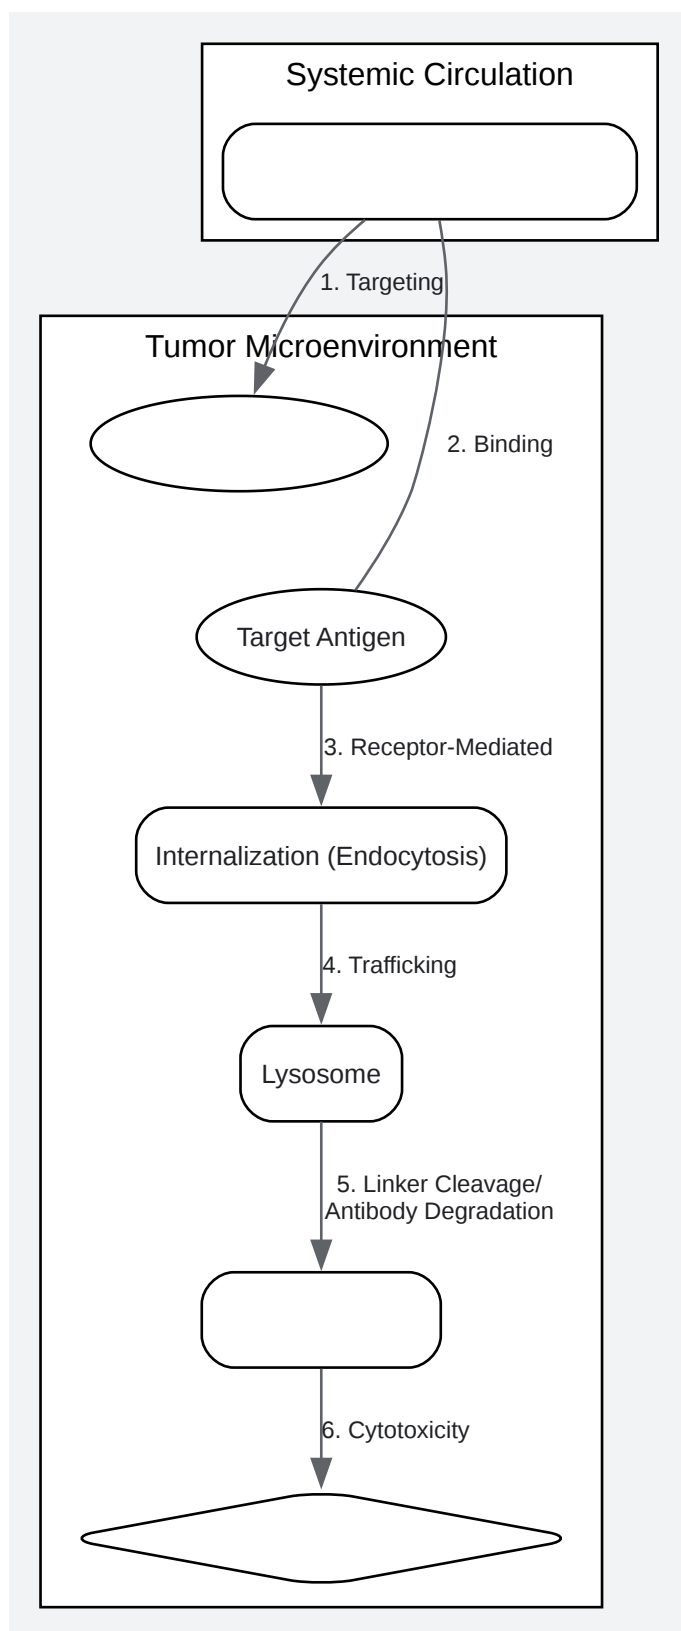 Systemic Circulation
1. Targeting
Tumor Microenvironment
2. Binding
Target Antigen
3. Receptor-Mediated
Internalization (Endocytosis)
4. Trafficking
Lysosome
5. Linker Cleavage/
Antibody Degradation
6. Cytotoxicity